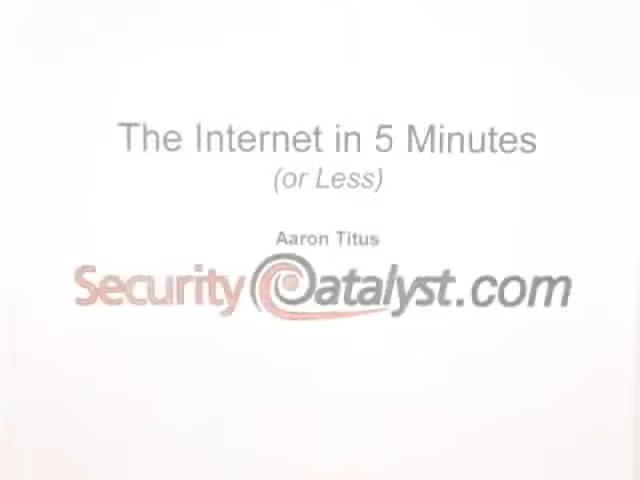 The Internet in 5 Minutes
(or Less)
Aaron Titus
SecurityCatalyst.com